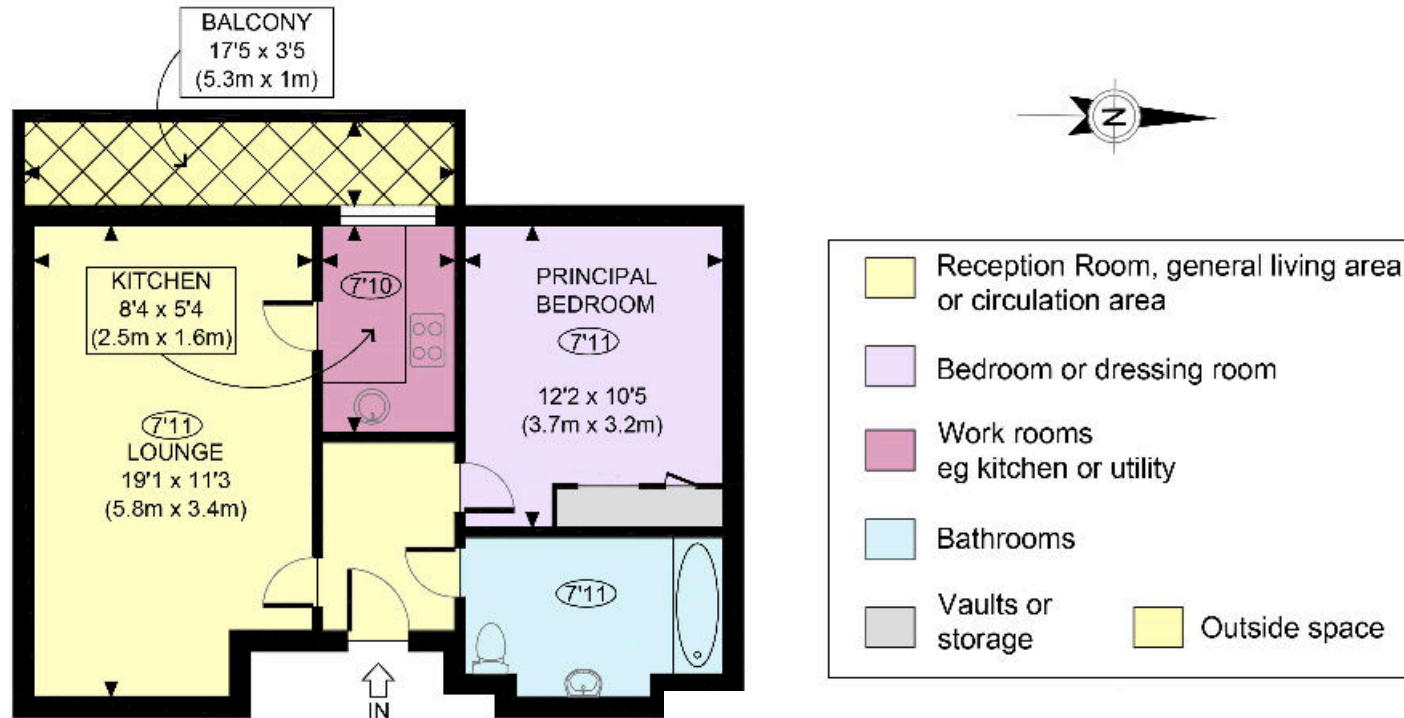 BALCONY
17'5 x 3'5
(5.3m x 1m)
N
KITCHEN
8'4 x 5'4
(2.5m x 1.6m)
7'10
PRINCIPAL
BEDROOM
7'11
12'2 x 10'5
(3.7m x 3.2m)
7'11
LOUNGE
19'1 x 11'3
(5.8m x 3.4m)
7'11
IN
Reception Room, general living area
or circulation area
Bedroom or dressing room
Work rooms
eg kitchen or utility
Bathrooms
Vaults or
storage
Outside space